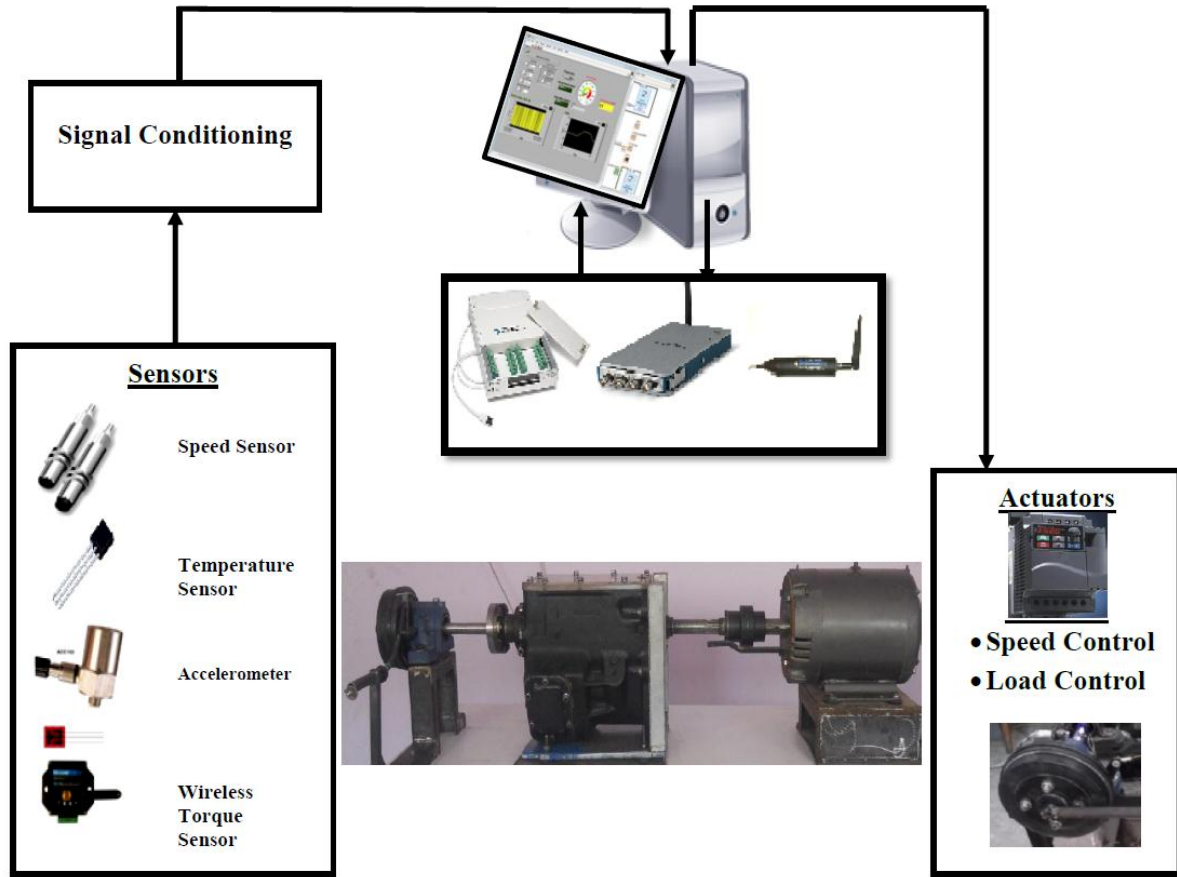 Signal Conditioning
Sensors
Speed Sensor
Temperature
Sensor
Accelerometer
Wireless
Torque
Sensor
Actuators
• Speed Control
• Load Control